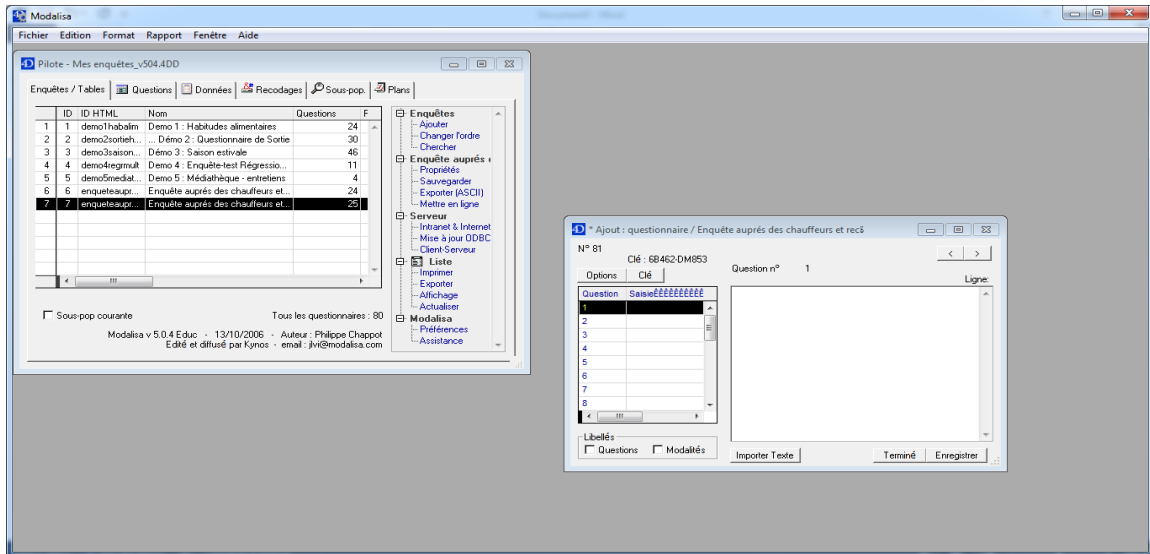 Modalisa
Fichier Edition Format Rapport Fenêtre Aide
Pilote - Mes enquêtes_v504.4DD
Enquêtes / Tables Questions Données Recodages Sous-pop. Plans
ID ID HTML Nom Questions F
1 1 demo1habalim Demo 1 : Habitudes alimentaires 24
2 2 demo2sortieh... ... Démo 2 : Questionnaire de Sortie 30
3 3 demo3saison... Démo 3 : Saison estivale 46
4 4 demo4regrmult Demo 4 : Enquête-test Régressio... 11
5 5 demo5mediat... Demo 5 : Médiathèque - entretiens 4
6 6 enqueteaupr... Enquête auprés des chauffeurs et... 24
7 7 enqueteaupr... Enquête auprés des chauffeurs et... 25
Sous-pop courante Tous les questionnaires : 80
Modalisa v 5.0.4 Educ - 13/10/2006 - Auteur : Philippe Chappot
Edité et diffusé par Kynos - email : jlvi@modalisa.com
Enquêtes
Ajouter
Changer l'ordre
Chercher
Enquête auprés
Propriétés
Sauvegarder
Exporter (ASCII)
Mettre en ligne
Serveur
Intranet & Internet
Mise à jour ODBC
Client-Serveur
Liste
Imprimer
Exporter
Affichage
Actualiser
Modalisa
Préférences
Assistance
* Ajout : questionnaire / Enquête auprés des chauffeurs et
N° 81
Clé : 6B462-DM853
Options Clé
Question n° 1
< >
Ligne:
Question SaisieÊÊÊÊÊÊÊÊÊÊ
1
2
3
4
5
6
7
8
Libellés
Questions Modalités
Importer Texte Terminé Enregistrer